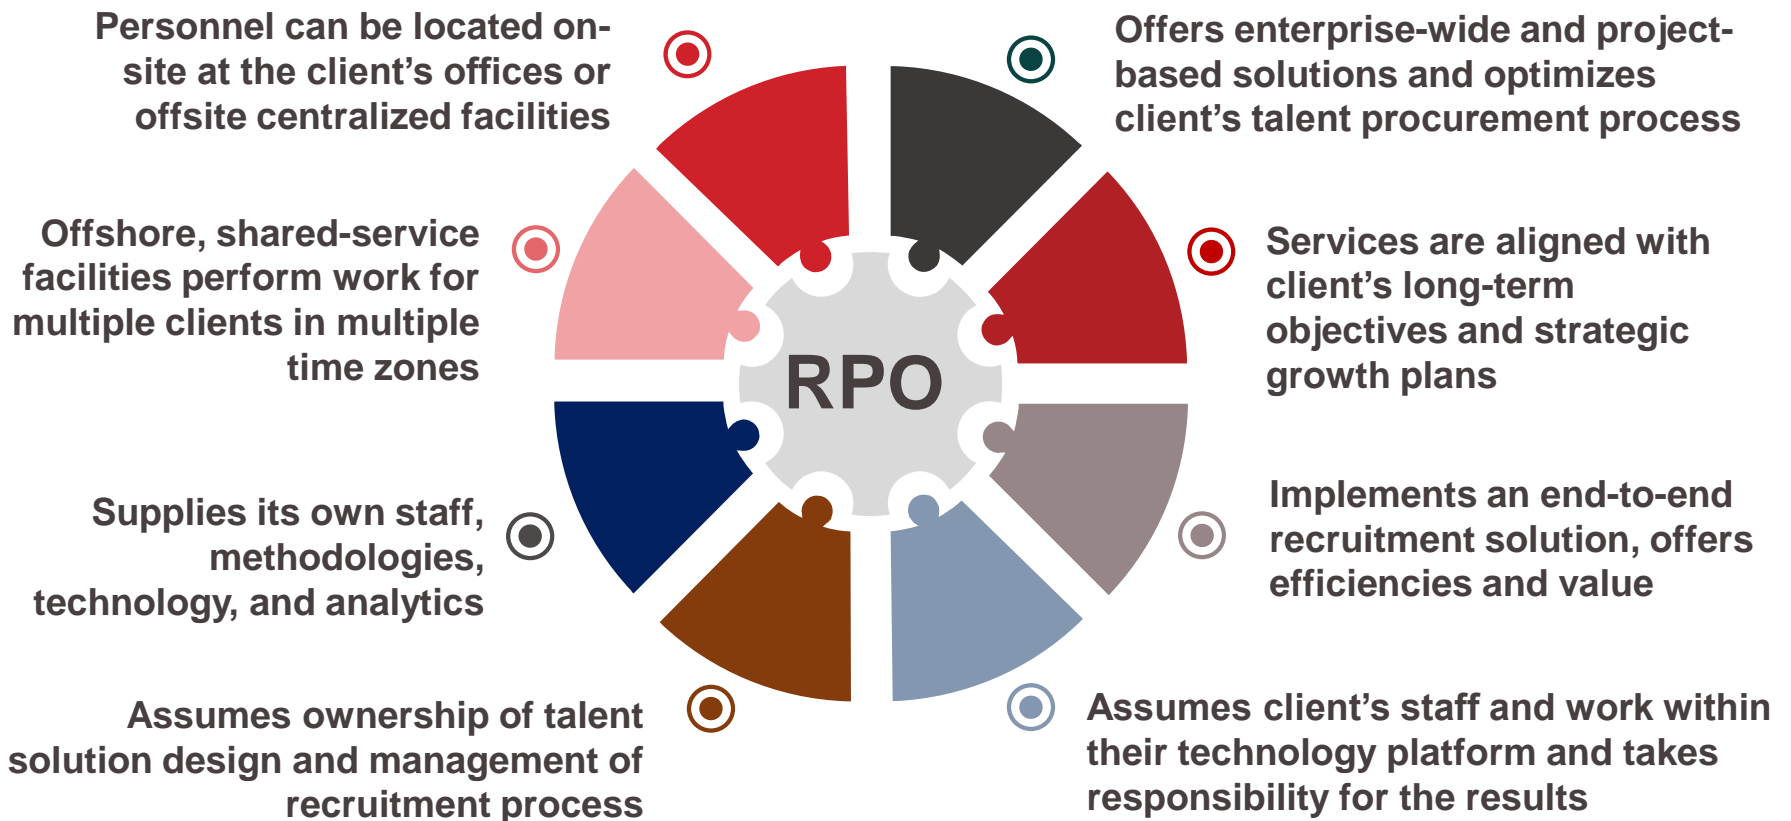 Personnel can be located on-
site at the client's offices or
offsite centralized facilities
Offers enterprise-wide and project-
based solutions and optimizes
client's talent procurement process
Offshore, shared-service
facilities perform work for
multiple clients in multiple
time zones
Services are aligned with
client's long-term
objectives and strategic
growth plans
RPO
Supplies its own staff,
methodologies,
technology, and analytics
Implements an end-to-end
recruitment solution, offers
efficiencies and value
Assumes ownership of talent
solution design and management of
recruitment process
Assumes client's staff and work within
their technology platform and takes
responsibility for the results